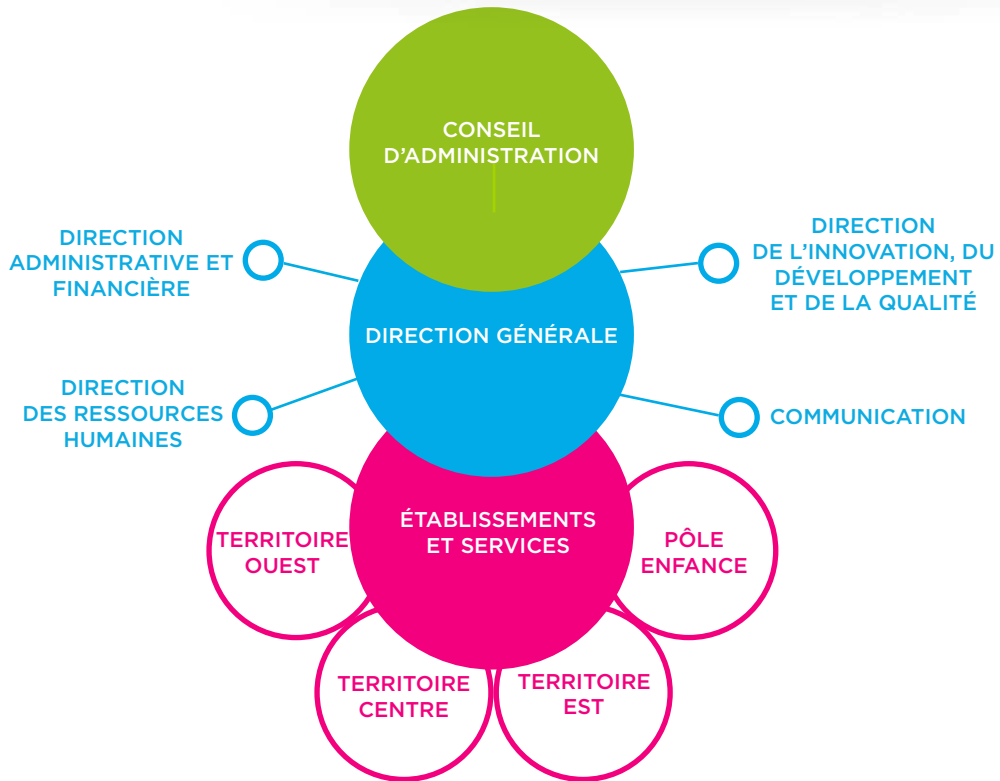 CONSEIL
D’ADMINISTRATION
DIRECTION
ADMINISTRATIVE ET
FINANCIÈRE
DIRECTION
DE L’INNOVATION, DU
DÉVELOPPEMENT
ET DE LA QUALITÉ
DIRECTION GÉNÉRALE
DIRECTION
DES RESSOURCES
HUMAINES
COMMUNICATION
ÉTABLISSEMENTS
ET SERVICES
TERRITOIRE
OUEST
PÔLE
ENFANCE
TERRITOIRE
CENTRE
TERRITOIRE
EST